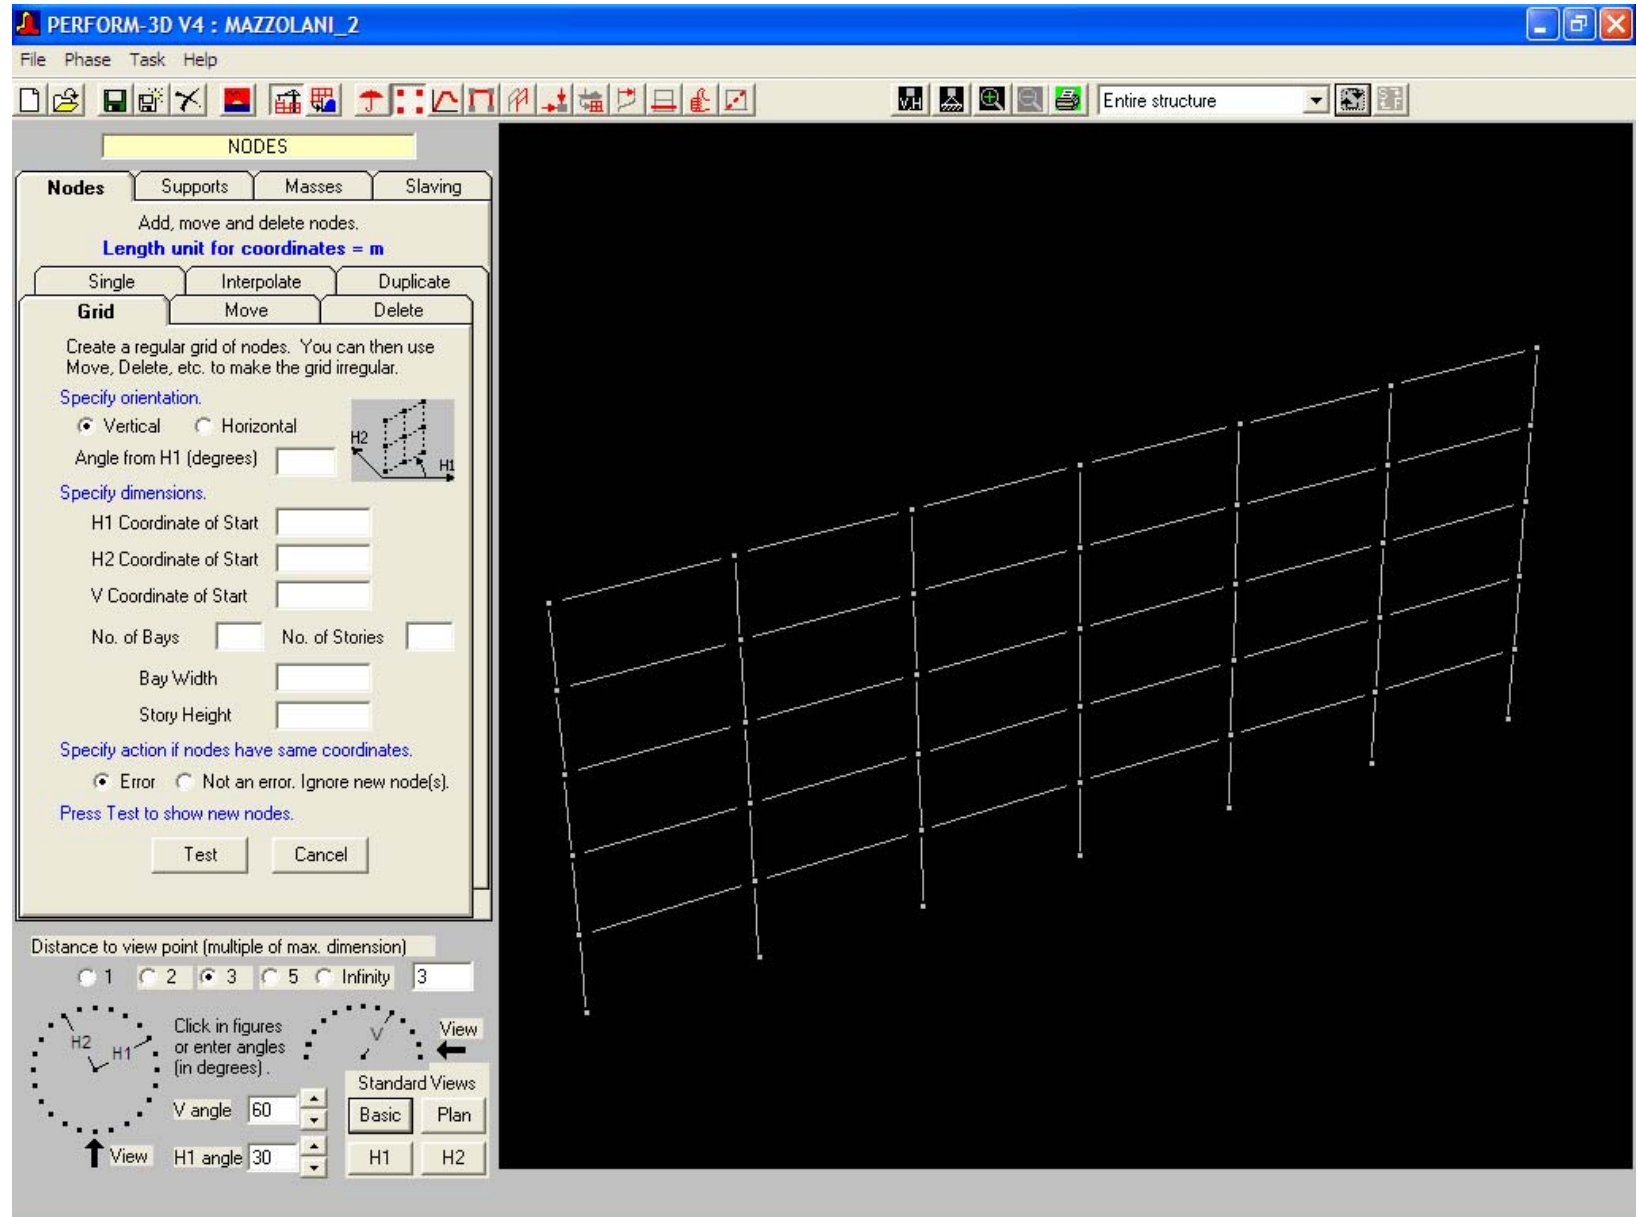 PERFORM-3D V4 : MAZZOLANI_2
File Phase Task Help
V,H Entire structure
NODES
Nodes Supports Masses Slaving
Add, move and delete nodes.
Length unit for coordinates = m
Single Interpolate Duplicate
Grid Move Delete
Create a regular grid of nodes. You can then use
Move, Delete, etc. to make the grid irregular.
Specify orientation.
Vertical Horizontal
H2
Angle from H1 (degrees) H1
Specify dimensions.
H1 Coordinate of Start
H2 Coordinate of Start
V Coordinate of Start
No. of Bays No. of Stories
Bay Width
Story Height
Specify action if nodes have same coordinates.
Error Not an error. Ignore new node(s).
Press Test to show new nodes.
Test Cancel
Distance to view point (multiple of max. dimension)
1 2 3 5 Infinity 3
H2 H1
Click in figures
or enter angles
(in degrees) .
V
View
Standard Views
V angle 60 Basic Plan
View H1 angle 30 H1 H2